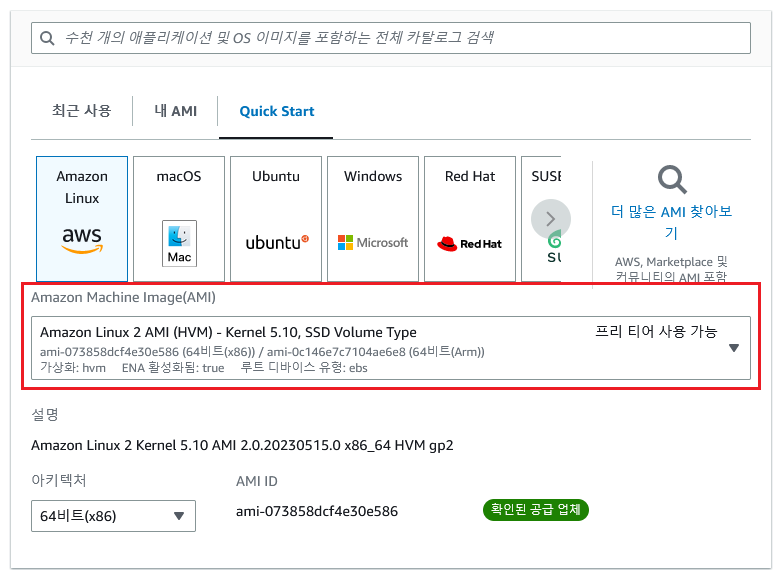 수천 개의 애플리케이션 및 OS 이미지를 포함하는 전체 카탈로그 검색
최근 사용
내 AMI
Quick Start
Amazon
Linux
aws
macOS
Mac
Ubuntu
ubuntu
Windows
Microsoft
Red Hat
Red Hat
SUSE
SU
더 많은 AMI 찾아보
기
AWS, Marketplace 및
커뮤니티의 AMI 포함
Amazon Machine Image(AMI)
Amazon Linux 2 AMI (HVM) - Kernel 5.10, SSD Volume Type 프리 티어 사용 가능
ami-073858dcf4e30e586 (64비트(x86)) / ami-0c146e7c7104ae6e8 (64비트(Arm))
가상화: hvm ENA 활성화됨: true 루트 디바이스 유형: ebs
설명
Amazon Linux 2 Kernel 5.10 AMI 2.0.20230515.0 x86_64 HVM gp2
아키텍처 AMI ID
64비트(x86) ami-073858dcf4e30e586 확인된 공급 업체